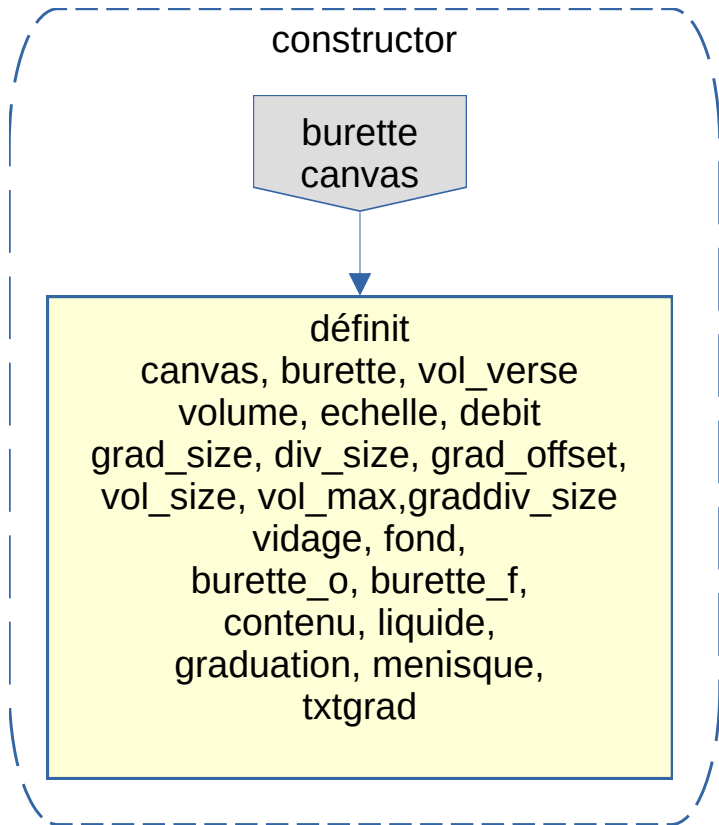 constructor
burette
canvas
définit
canvas, burette, vol_verse
volume, echelle, debit
grad_size, div_size, grad_offset,
vol_size, vol_max,graddiv_size
vidage, fond,
burette_o, burette_f,
contenu, liquide,
graduation, menisque,
txtgrad